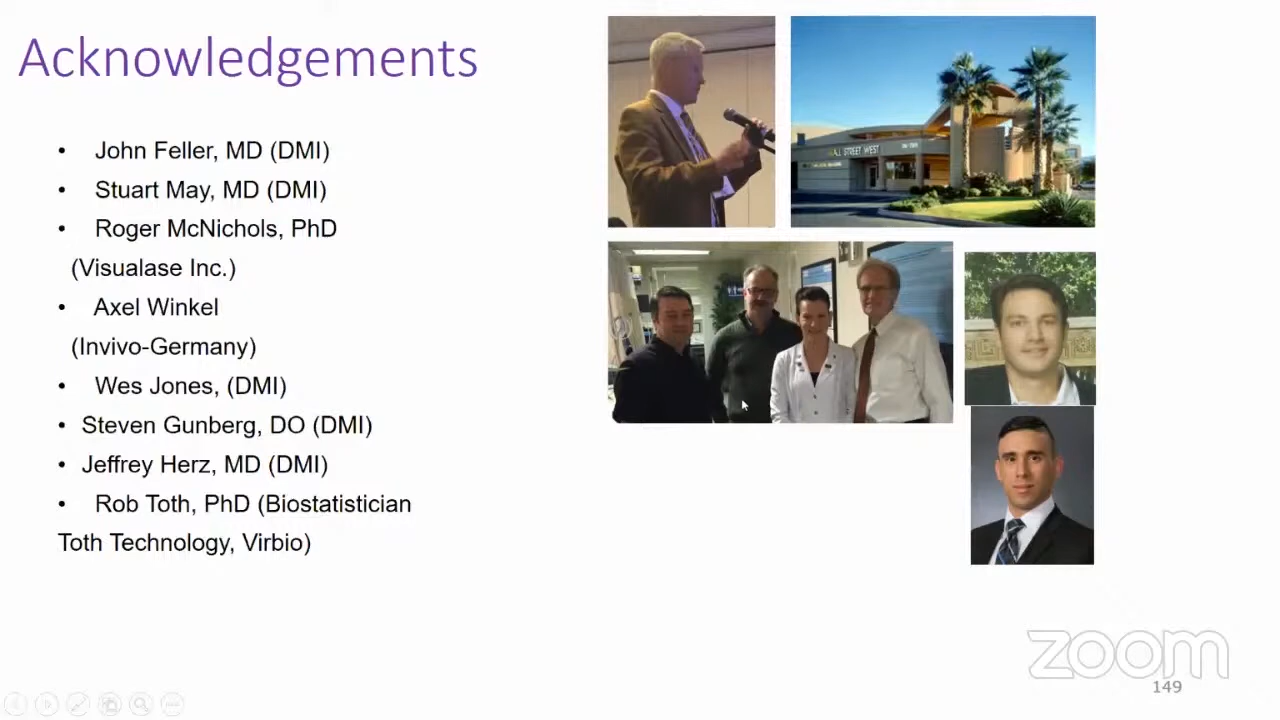 Acknowledgements
• John Feller, MD (DMI)
• Stuart May, MD (DMI)
• Roger McNichols, PhD
(Visualase Inc.)
• Axel Winkel
(Invivo-Germany)
• Wes Jones, (DMI)
• Steven Gunberg, DO (DMI)
• Jeffrey Herz, MD (DMI)
• Rob Toth, PhD (Biostatistician
Toth Technology, Virbio)
STREET WEST
zoom
149